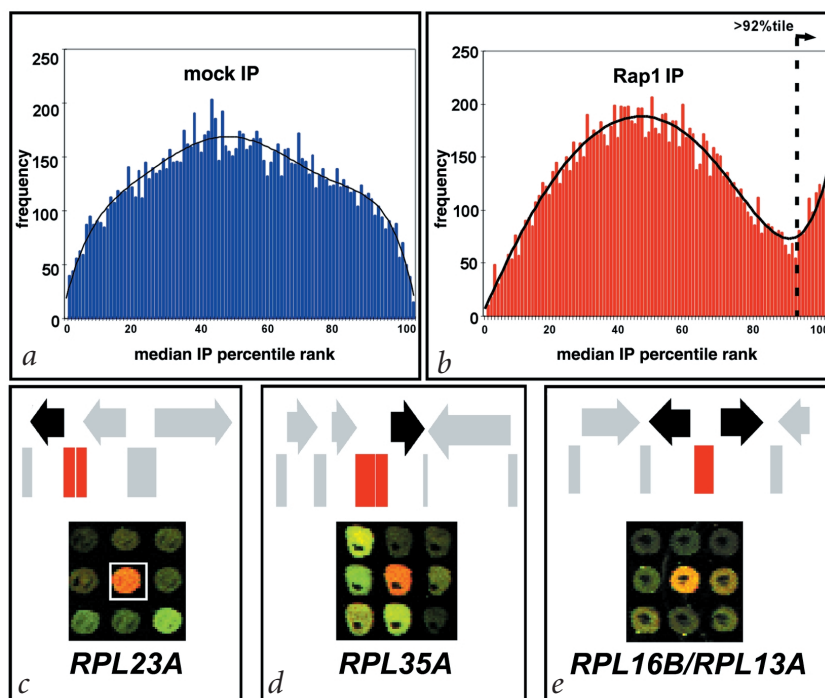 mock IP
250
200
150
100
50
0
frequency
0 20 40 60 80 100
median IP percentile rank
a
>92%tile
Rap1 IP
250
200
150
100
50
0
frequency
0 20 40 60 80 100
median IP percentile rank
b
RPL23A
c
RPL35A
d
RPL16B/RPL13A
e